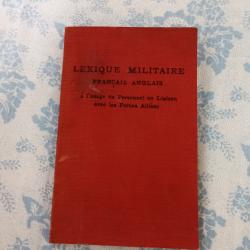 LEXIQUE MILITAIRE
FRANÇAIS ANGLAIS
à l'usage du Personnel en Liaison
avec les Forces Alliées